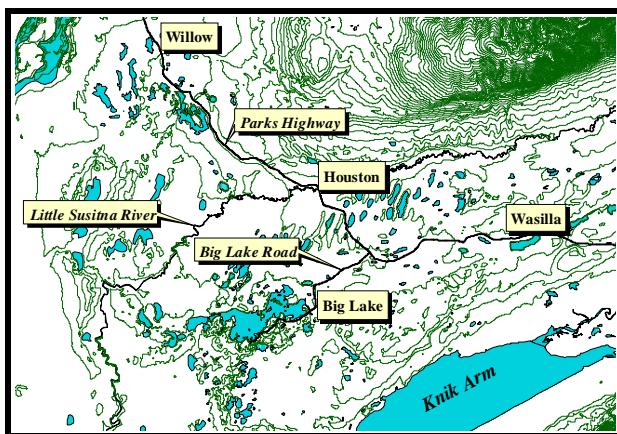 Willow
Parks Highway
Houston
Little Susitna River
Wasilla
Big Lake Road
Big Lake
Knik Arm